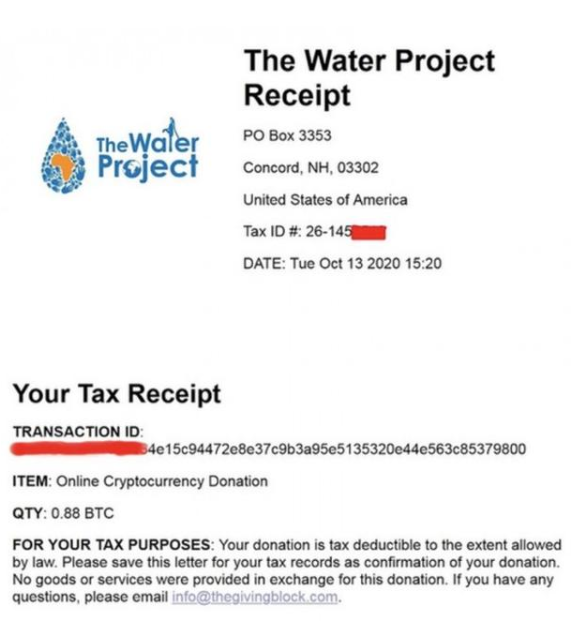 The Water Project
Receipt
The Water
Project
PO Box 3353
Concord, NH, 03302
United States of America
Tax ID #: 26-145
DATE: Tue Oct 13 2020 15:20
Your Tax Receipt
TRANSACTION ID:
4e15c94472e8e37c9b3a95e5135320e44e563c85379800
ITEM: Online Cryptocurrency Donation
QTY: 0.88 BTC
FOR YOUR TAX PURPOSES: Your donation is tax deductible to the extent allowed
by law. Please save this letter for your tax records as confirmation of your donation.
No goods or services were provided in exchange for this donation. If you have any
questions, please email info@thegivingblock.com.